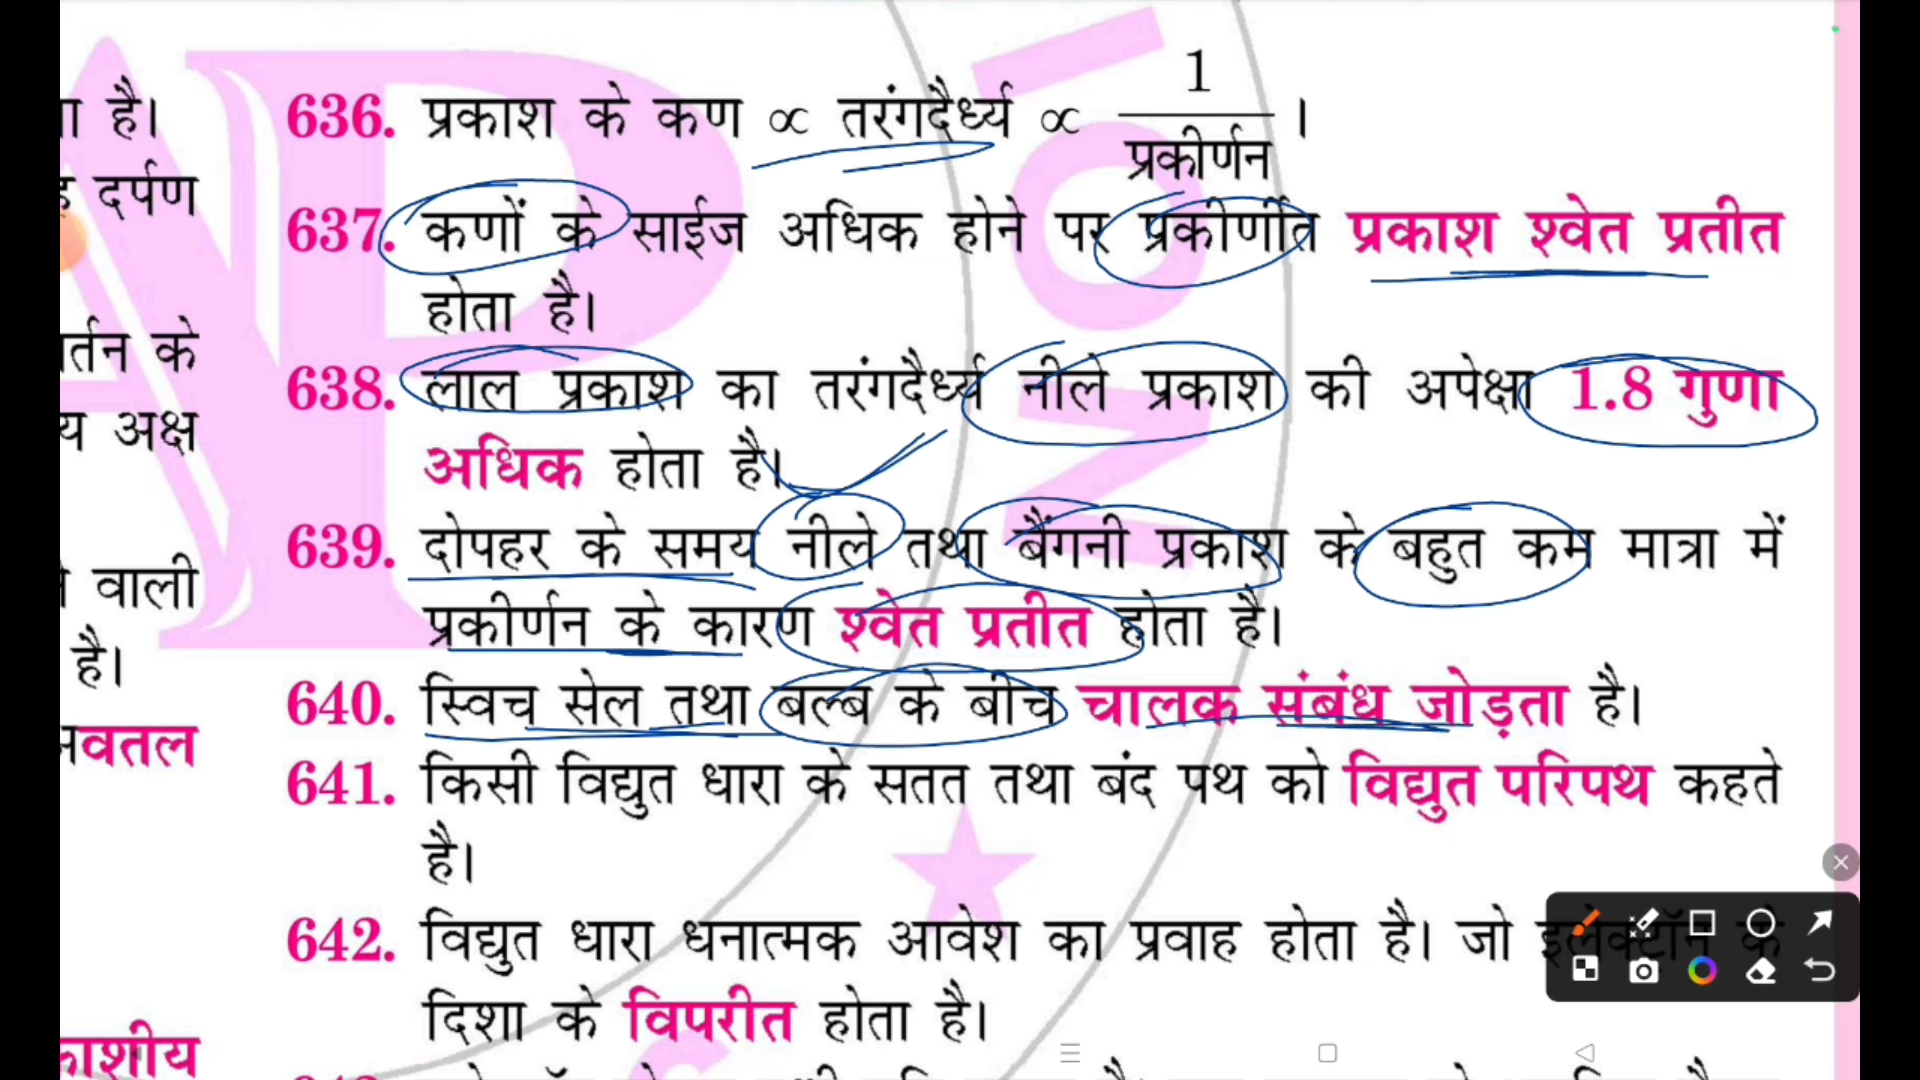 ा है।
दर्पण
र्तन के
य अक्ष
वाली
है।
वतल
काशीय
636. प्रकाश के कण ∝ तरंगदैर्ध्य ∝ 1/प्रकीर्णन ।
637. कणों के साईज अधिक होने पर प्रकीर्णीत प्रकाश श्वेत प्रतीत
होता है।
638. लाल प्रकाश का तरंगदैर्ध्य नीले प्रकाश की अपेक्षा 1.8 गुणा
अधिक होता है।
639. दोपहर के समय नीले तथा बैंगनी प्रकाश के बहुत कम मात्रा में
प्रकीर्णन के कारण श्वेत प्रतीत होता है।
640. स्विच सेल तथा बल्ब के बीच चालक संबंध जोड़ता है।
641. किसी विद्युत धारा के सतत तथा बंद पथ को विद्युत परिपथ कहते
है।
642. विद्युत धारा धनात्मक आवेश का प्रवाह होता है। जो इलेक्ट्रॉन के
दिशा के विपरीत होता है।